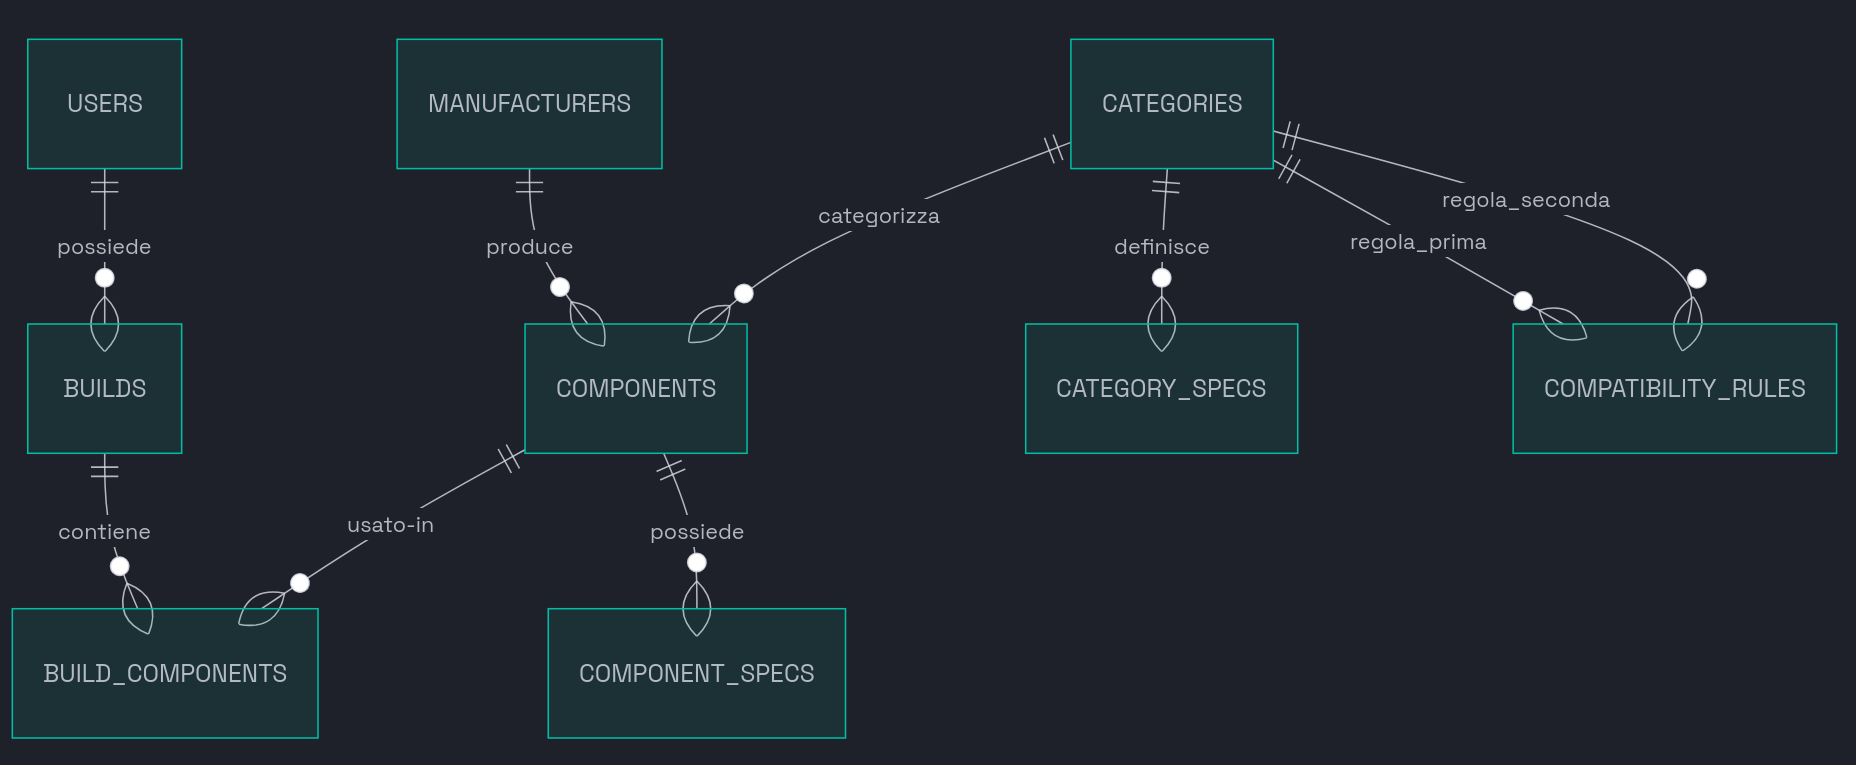 USERS
MANUFACTURERS
CATEGORIES
regola_seconda
categorizza
regola_prima
possiede
produce
definisce
BUILDS
COMPONENTS
CATEGORY_SPECS
COMPATIBILITY_RULES
usato-in
contiene
possiede
BUILD_COMPONENTS
COMPONENT_SPECS